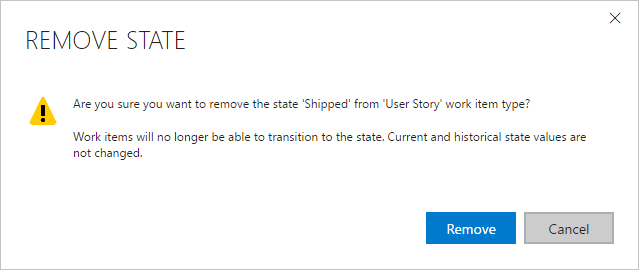 REMOVE STATE
Are you sure you want to remove the state 'Shipped' from 'User Story' work item type?
Work items will no longer be able to transition to the state. Current and historical state values are
not changed.
Remove
Cancel